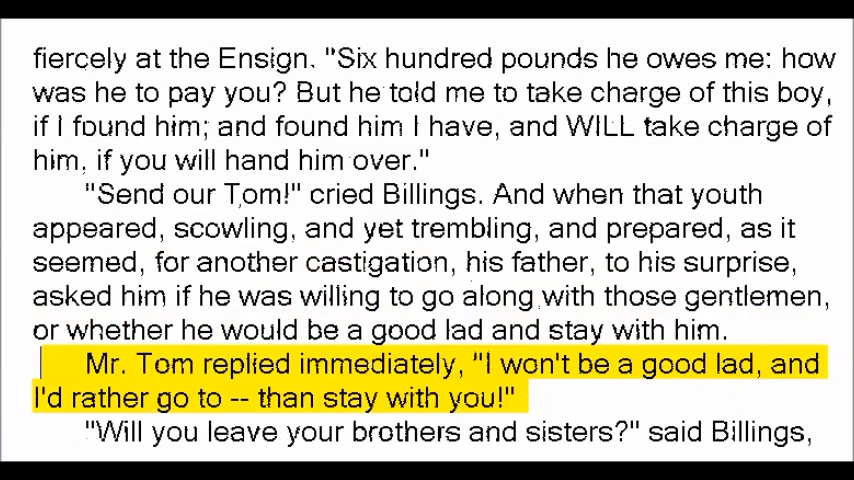 fiercely at the Ensign. "Six hundred pounds he owes me: how
was he to pay you? But he told me to take charge of this boy,
if I found him; and found him I have, and WILL take charge of
him, if you will hand him over."
"Send our Tom!" cried Billings. And when that youth
appeared, scowling, and yet trembling, and prepared, as it
seemed, for another castigation, his father, to his surprise,
asked him if he was willing to go along with those gentlemen,
or whether he would be a good lad and stay with him.
Mr. Tom replied immediately, "I won't be a good lad, and
I'd rather go to -- than stay with you!"
"Will you leave your brothers and sisters?" said Billings,